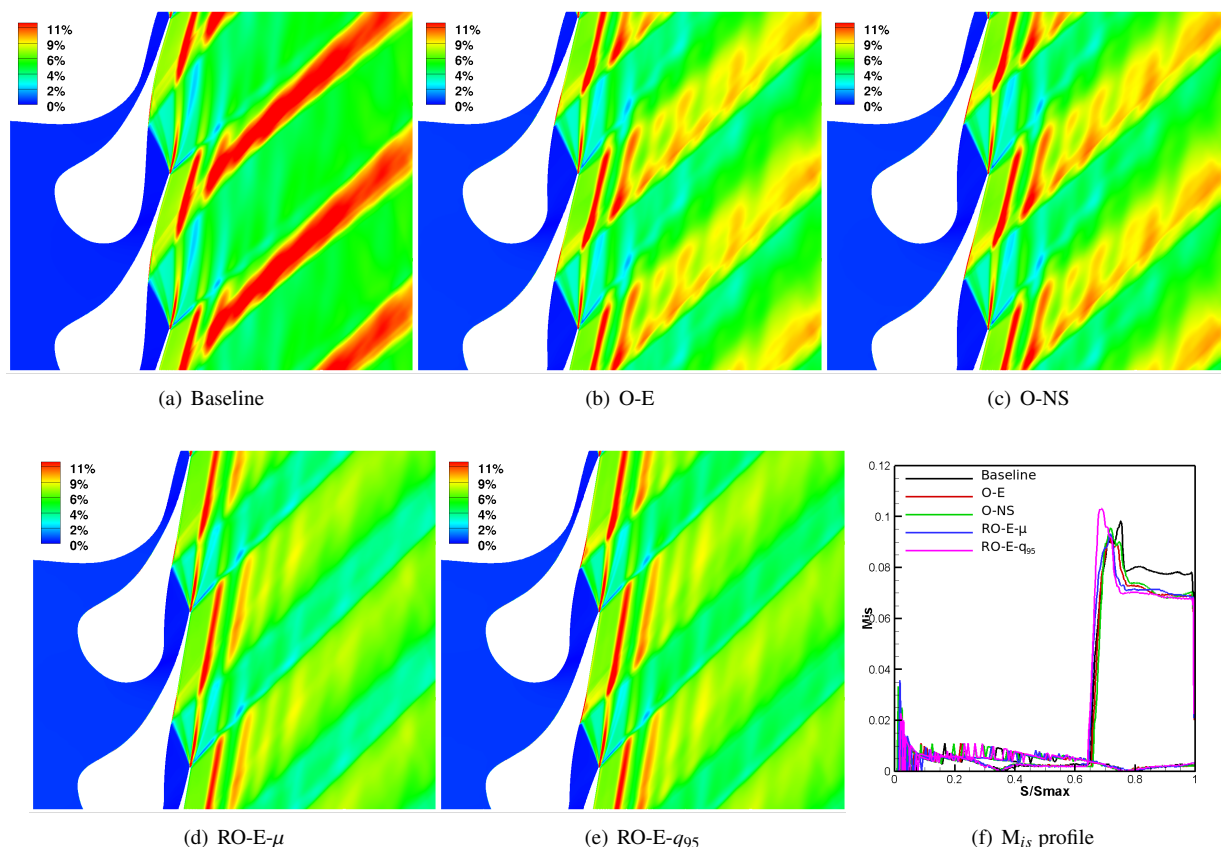 11%
9%
6%
4%
2%
0%
(a) Baseline
11%
9%
6%
4%
2%
0%
(b) O-E
11%
9%
6%
4%
2%
0%
(c) O-NS
11%
9%
6%
4%
2%
0%
(d) RO-E-μ
11%
9%
6%
4%
2%
0%
(e) RO-E-q95
0.12
0.1
0.08
0.06
0.04
0.02
0
Mis
Baseline
O-E
O-NS
RO-E-μ
RO-E-q95
0 0.2 0.4 0.6 0.8 1
S/Smax
(f) Mis profile